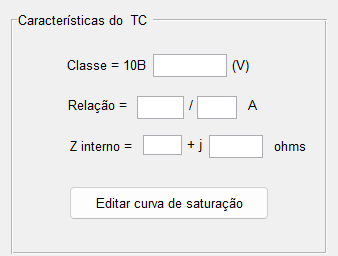 Características do TC
Classe = 10B (V)
Relação = / A
Z interno = + j ohms
Editar curva de saturação